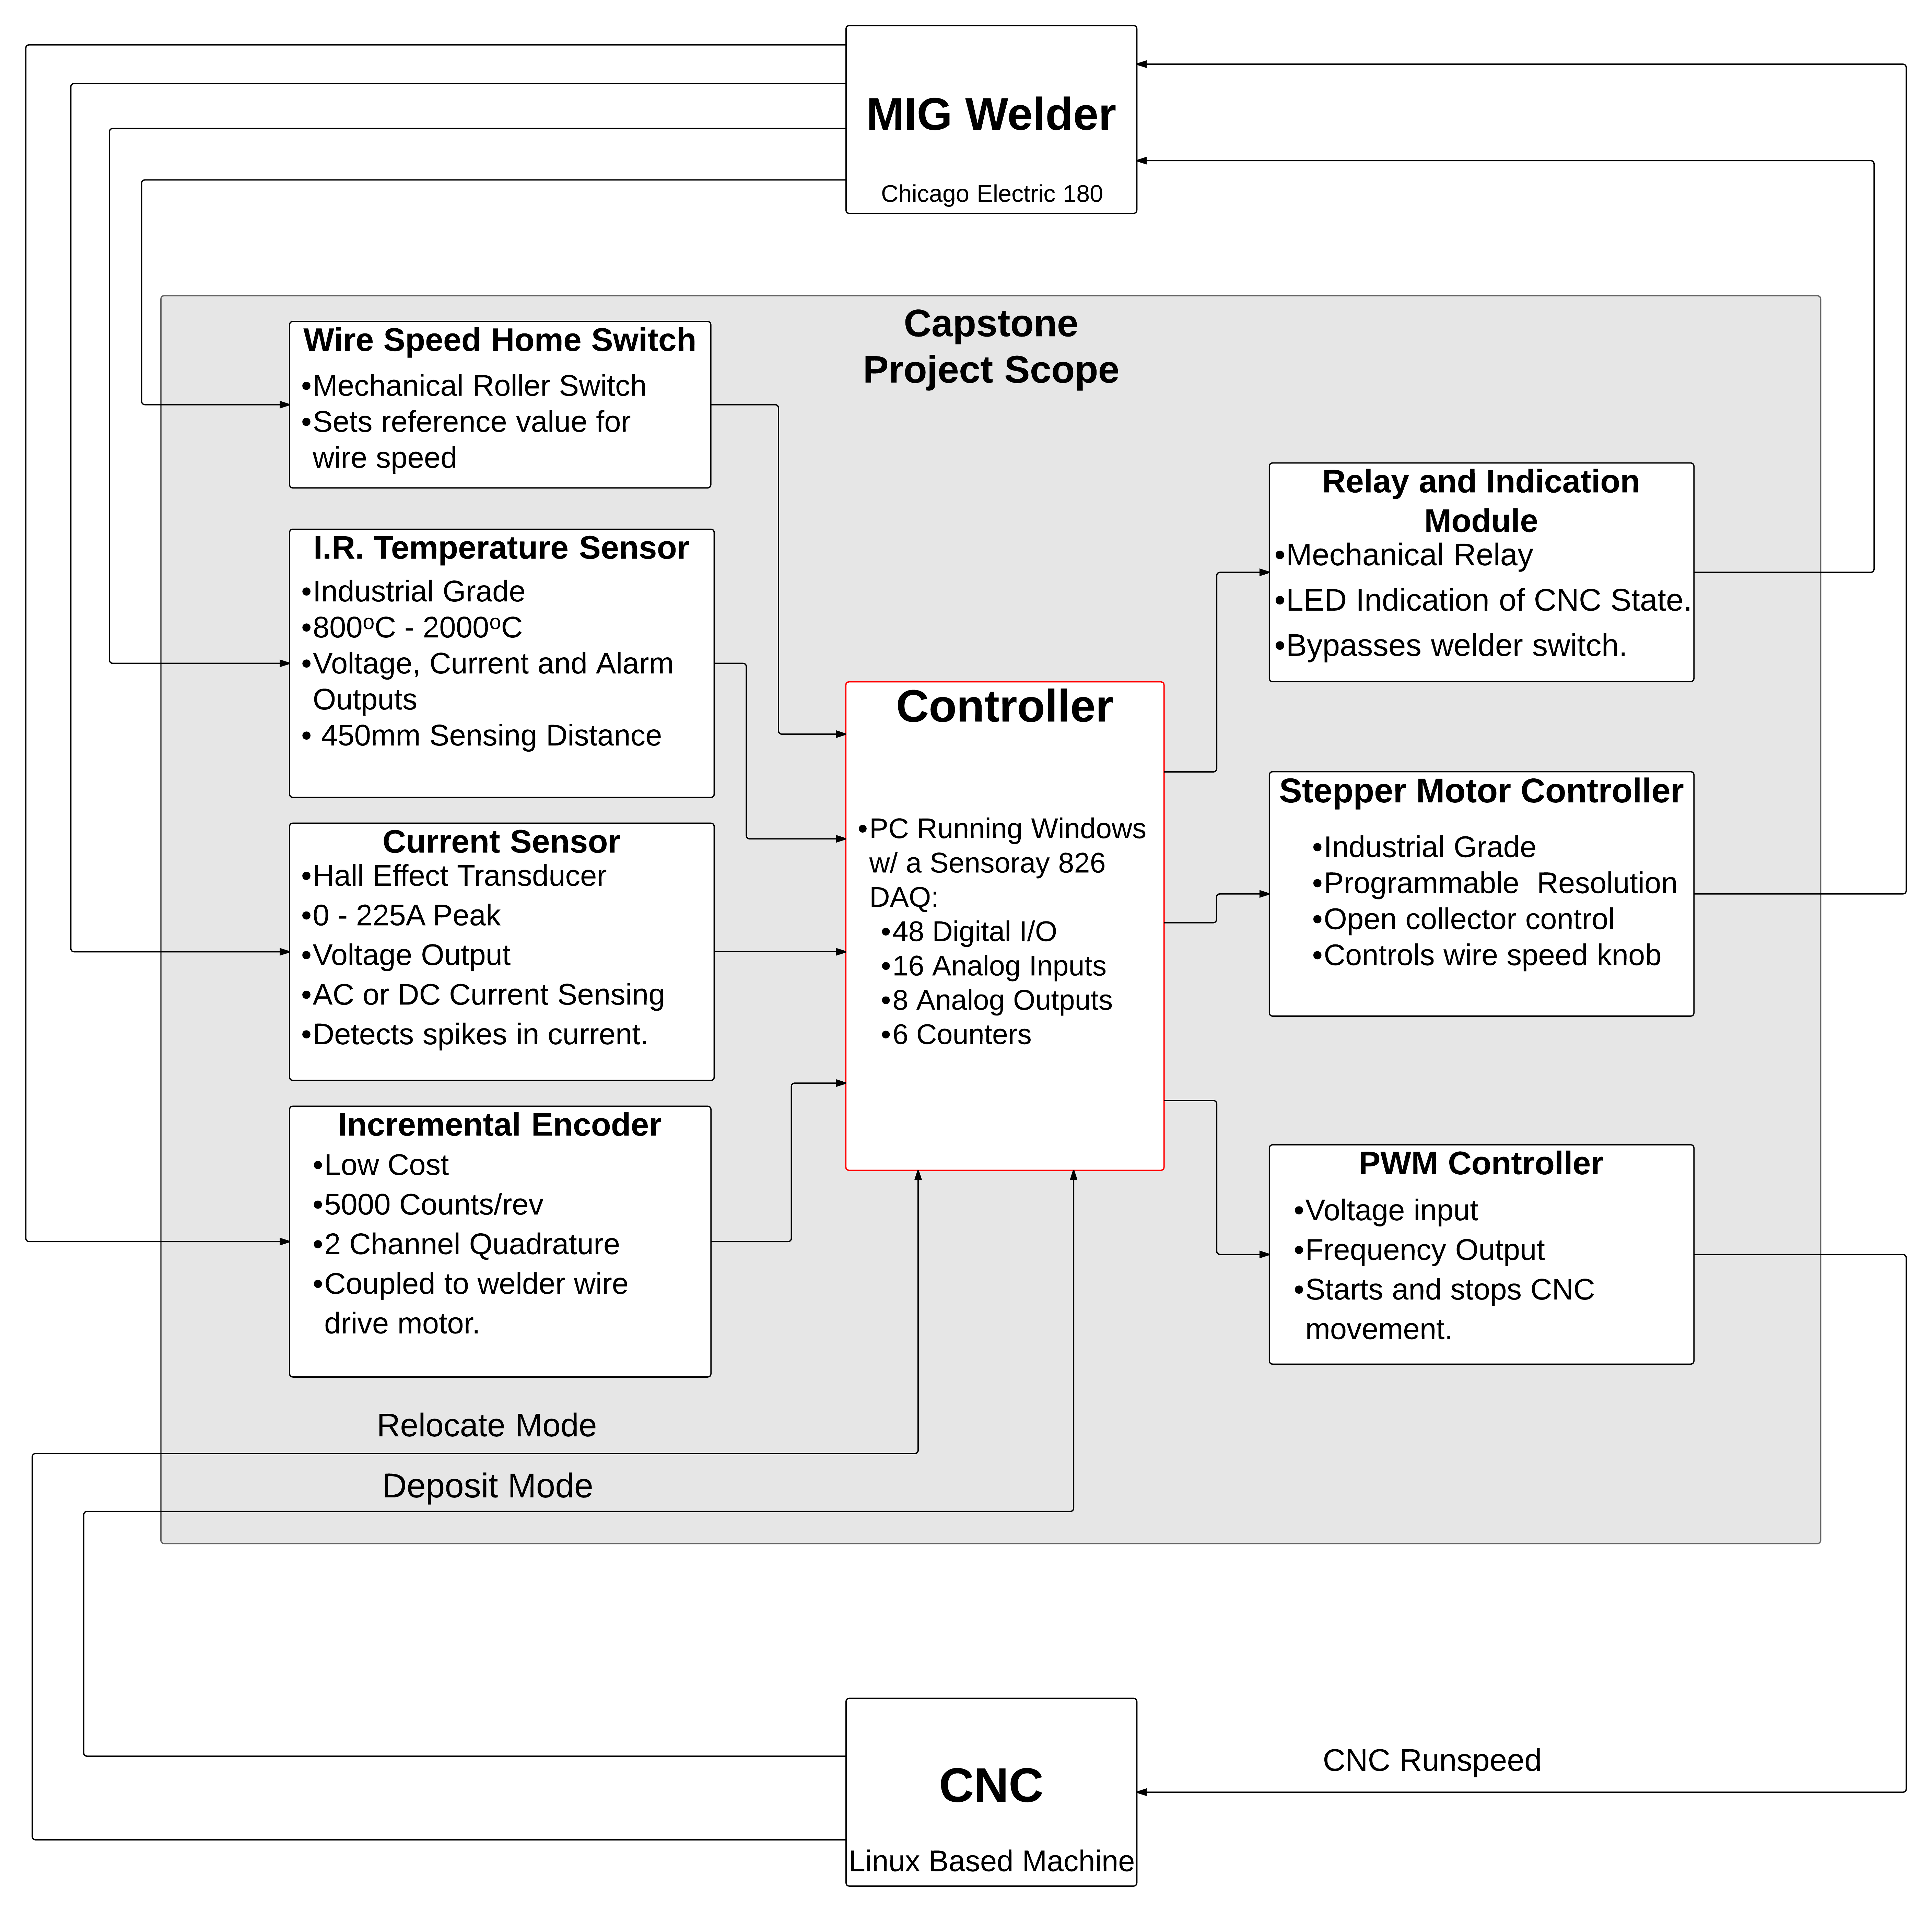 MIG Welder
Chicago Electric 180
Capstone
Project Scope
Wire Speed Home Switch
•Mechanical Roller Switch
•Sets reference value for
wire speed
I.R. Temperature Sensor
•Industrial Grade
•800ºC - 2000ºC
•Voltage, Current and Alarm
Outputs
• 450mm Sensing Distance
Current Sensor
•Hall Effect Transducer
•0 - 225A Peak
•Voltage Output
•AC or DC Current Sensing
•Detects spikes in current.
Incremental Encoder
•Low Cost
•5000 Counts/rev
•2 Channel Quadrature
•Coupled to welder wire
drive motor.
Relocate Mode
Deposit Mode
Controller
•PC Running Windows
w/ a Sensoray 826
DAQ:
•48 Digital I/O
•16 Analog Inputs
•8 Analog Outputs
•6 Counters
Relay and Indication
Module
•Mechanical Relay
•LED Indication of CNC State.
•Bypasses welder switch.
Stepper Motor Controller
•Industrial Grade
•Programmable  Resolution
•Open collector control
•Controls wire speed knob
PWM Controller
•Voltage input
•Frequency Output
•Starts and stops CNC
movement.
CNC Runspeed
CNC
Linux Based Machine